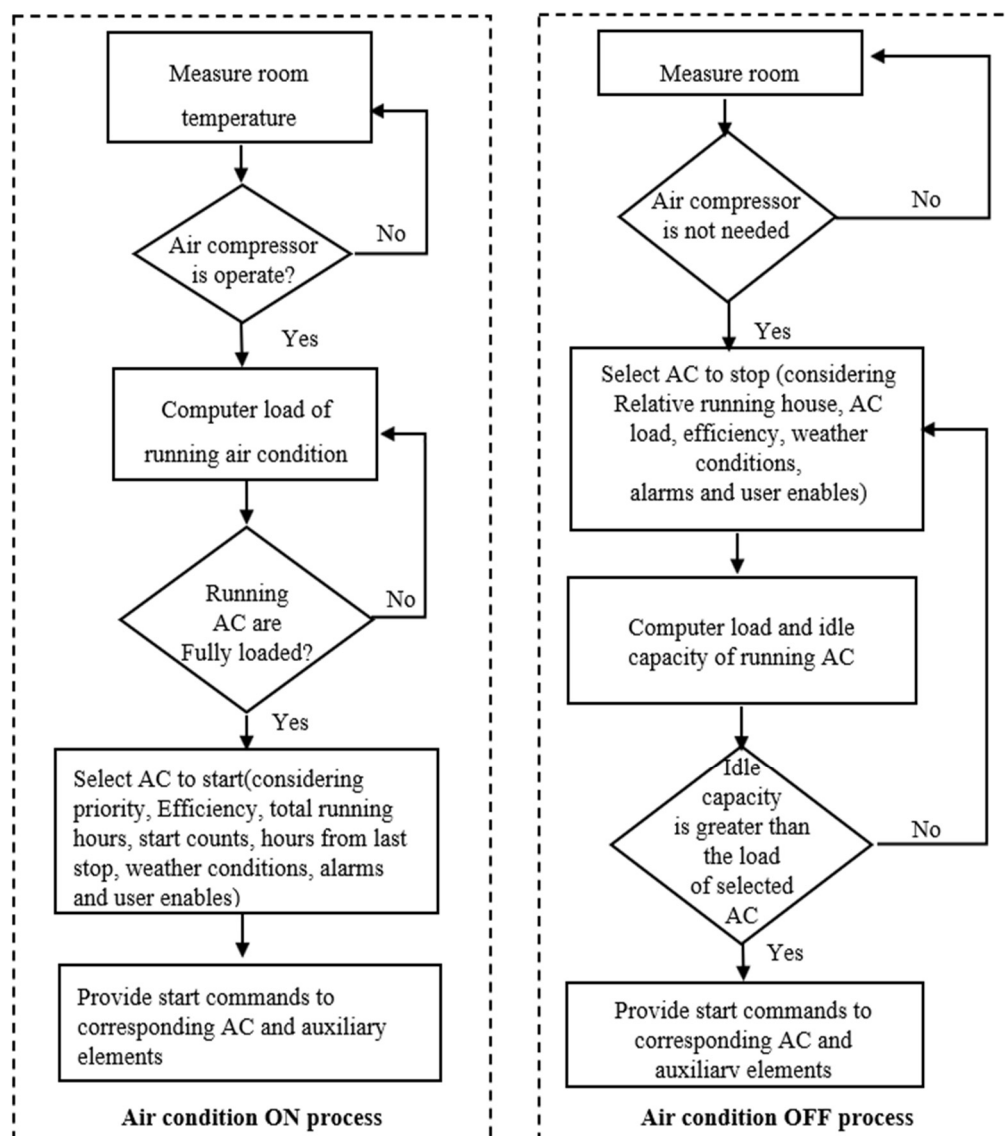 Measure room
temperature
Air compressor
is operate?
No
Yes
Computer load of
running air condition
Running
AC are
Fully loaded?
No
Yes
Select AC to start(considering
priority, Efficiency, total running
hours, start counts, hours from last
stop, weather conditions, alarms
and user enables)
Provide start commands to
corresponding AC and auxiliary
elements
Air condition ON process
Measure room
Air compressor
is not needed
No
Yes
Select AC to stop (considering
Relative running house, AC
load, efficiency, weather
conditions,
alarms and user enables)
Computer load and idle
capacity of running AC
Idle
capacity
is greater than
the load
of selected
AC
No
Yes
Provide start commands to
corresponding AC and
auxiliary elements
Air condition OFF process